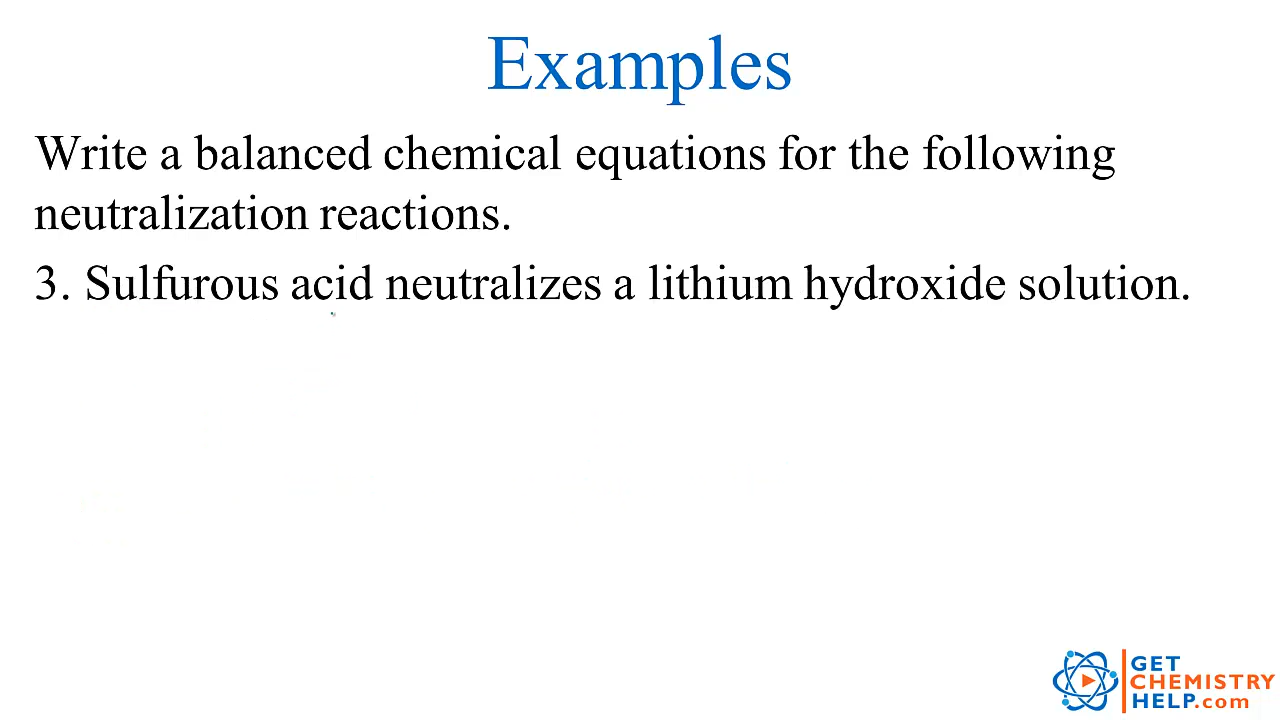 Examples
Write a balanced chemical equations for the following
neutralization reactions.
3. Sulfurous acid neutralizes a lithium hydroxide solution.
GET
CHEMISTRY
HELP.com